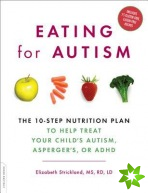 EATING
for AUTISM
THE 10-STEP NUTRITION PLAN
TO HELP TREAT
YOUR CHILD'S AUTISM,
ASPERGER'S, OR ADHD
Elizabeth Strickland, MS, RD, LD